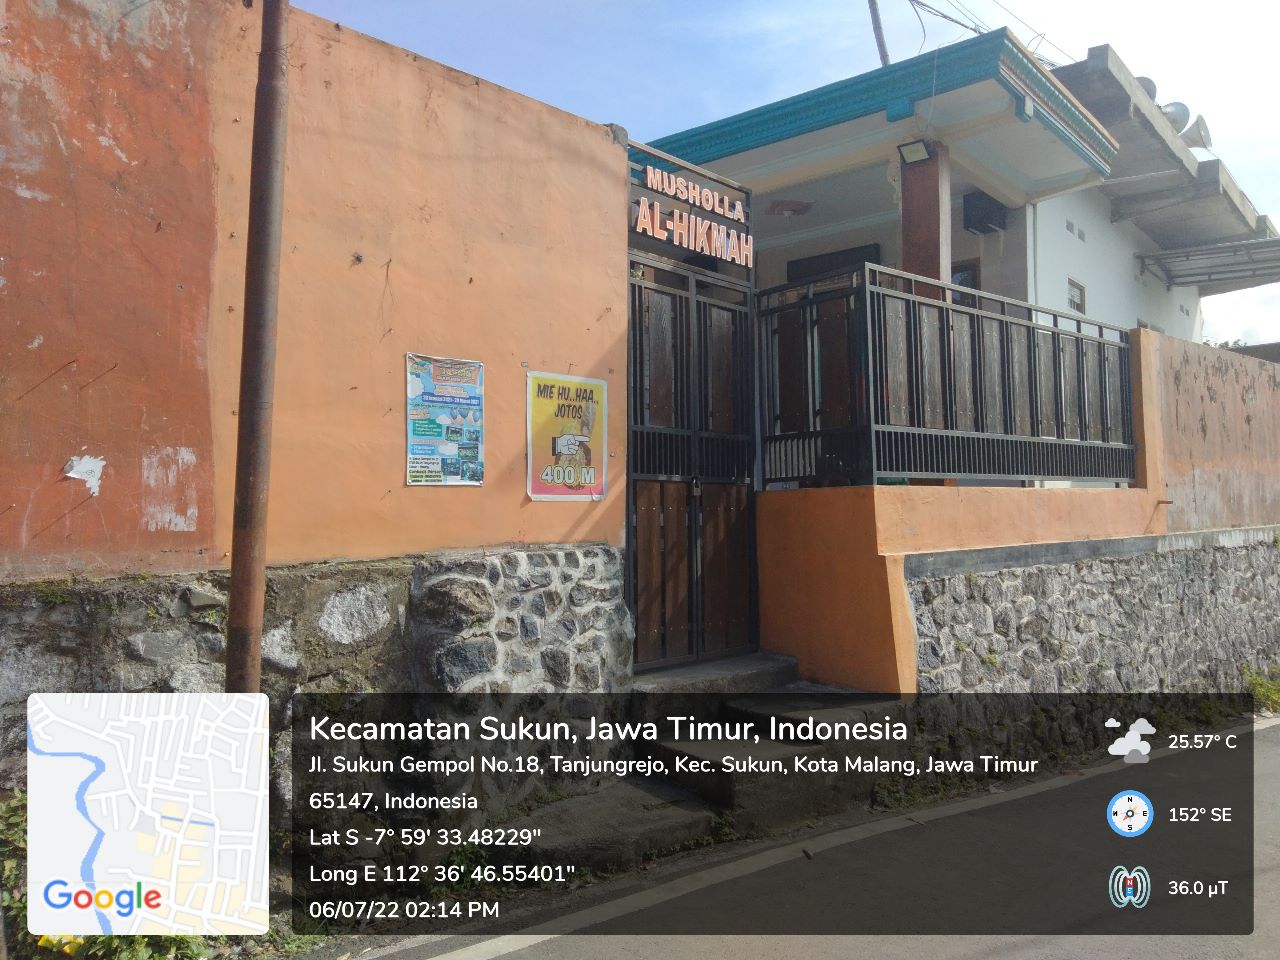 MUSHOLLA
AL-HIKMAH
MIE HU..HAA..
JOTOS
400 M
Google
Kecamatan Sukun, Jawa Timur, Indonesia
Jl. Sukun Gempol No.18, Tanjungrejo, Kec. Sukun, Kota Malang, Jawa Timur
65147, Indonesia
Lat S -7° 59' 33.48229"
Long E 112° 36' 46.55401"
06/07/22 02:14 PM
25.57° C
152° SE
36.0 µT